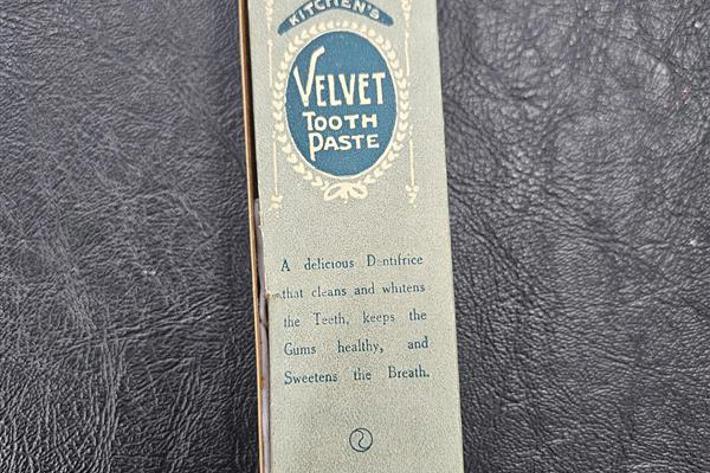 KITCHEN'S
VELVET
TOOTH
PASTE
A delicious Dentifrice
that cleans and whitens
the Teeth, keeps the
Gums healthy, and
Sweetens the Breath.